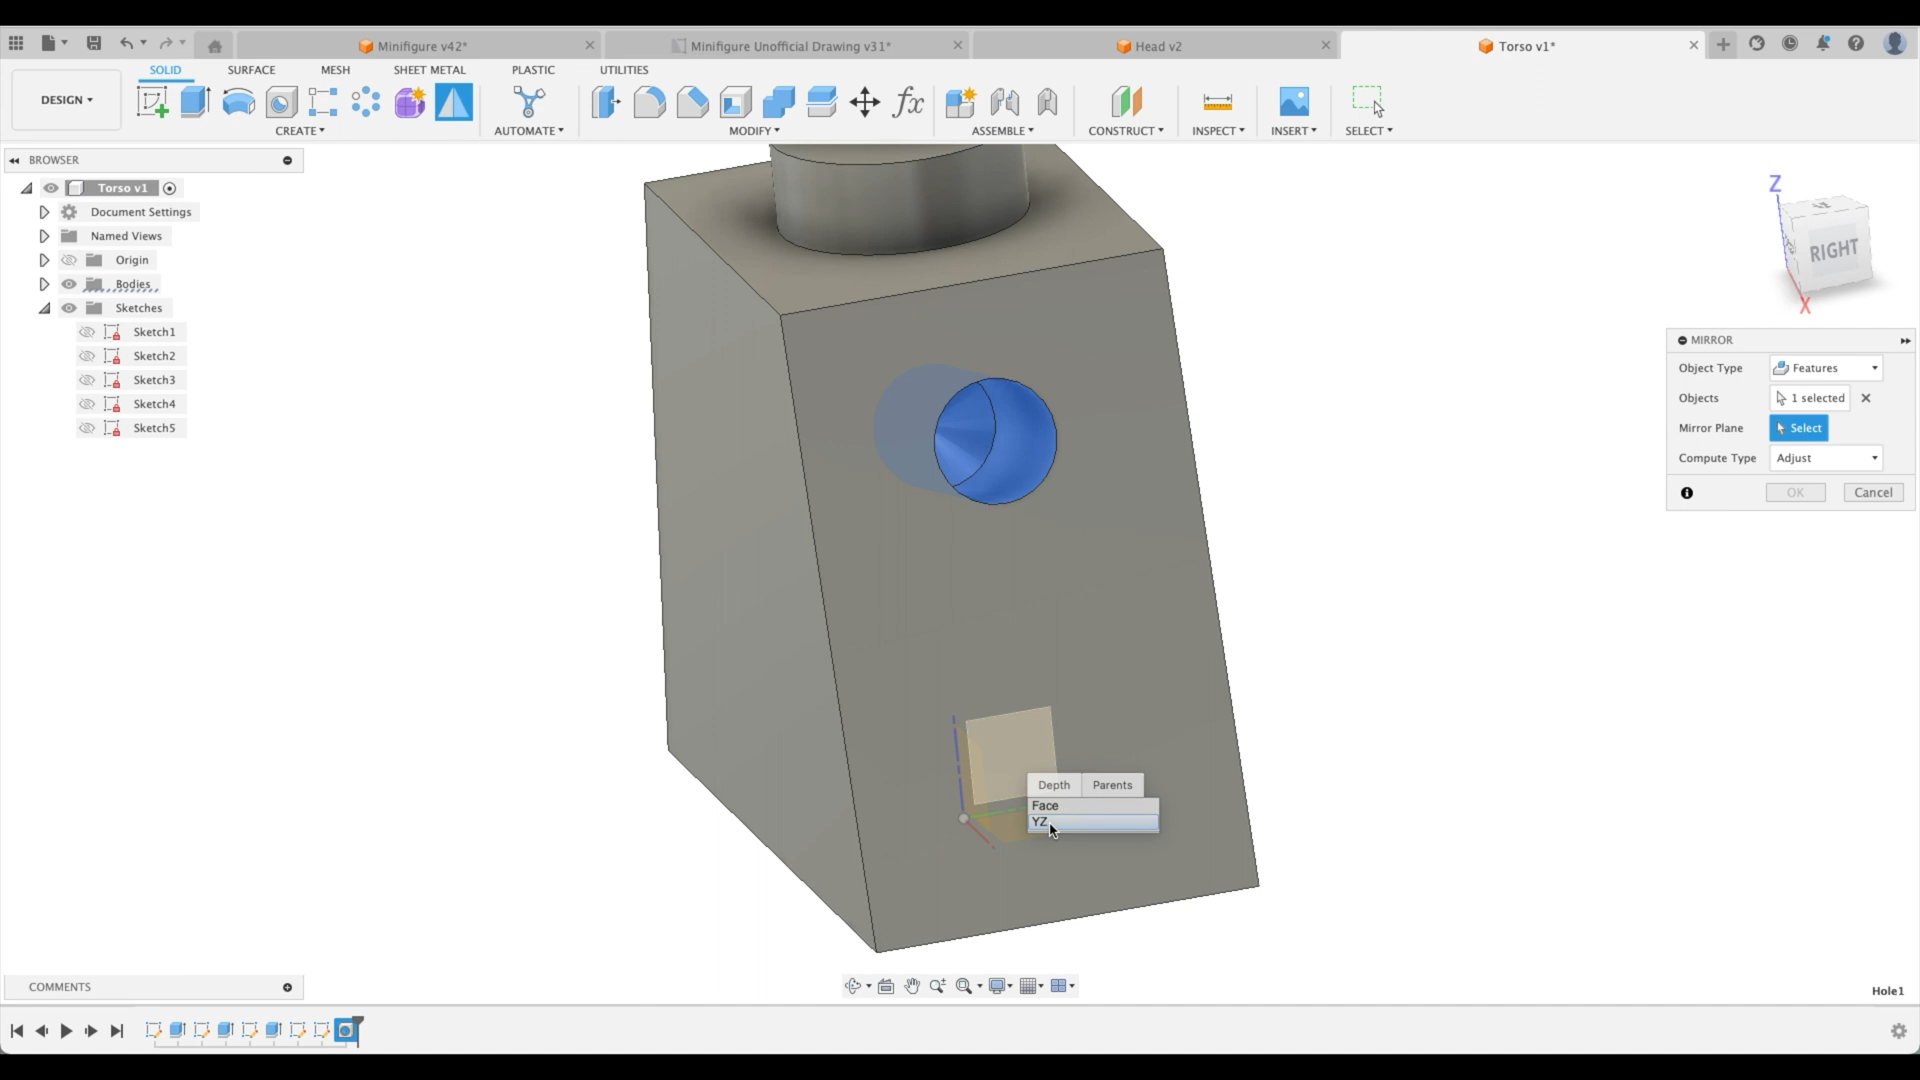 Minifigure v42*
Minifigure Unofficial Drawing v31*
Head v2
Torso v1*
SOLID
SURFACE
MESH
SHEET METAL
PLASTIC
UTILITIES
DESIGN
fx
CREATE
AUTOMATE
MODIFY
ASSEMBLE
CONSTRUCT
INSPECT
INSERT
SELECT
BROWSER
Torso v1
Document Settings
Named Views
Origin
Bodies
Sketches
Sketch1
Sketch2
Sketch3
Sketch4
Sketch5
Z
RIGHT
X
MIRROR
Object Type
Features
Objects
1 selected
Mirror Plane
Select
Compute Type
Adjust
OK
Cancel
Depth
Parents
Face
YZ
COMMENTS
Hole1